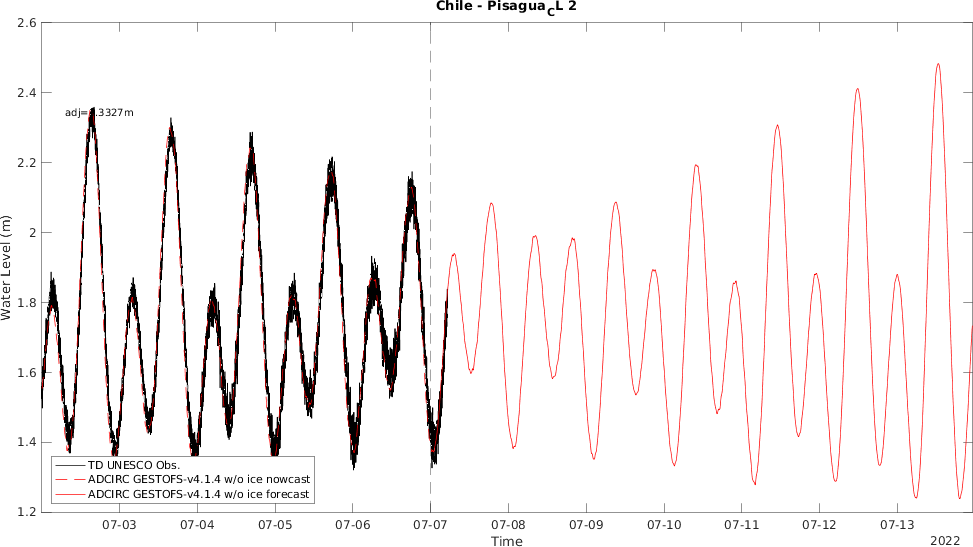 Chile - PisaguaCL 2
2.6
2.4
2.2
2
1.8
1.6
1.4
1.2
Water Level (m)
.3327m
TD UNESCO Obs.
ADCIRC GESTOFS-v4.1.4 w/o ice nowcast
ADCIRC GESTOFS-v4.1.4 w/o ice forecast
07-03 07-04 07-05 07-06 07-07 07-08 07-09 07-10 07-11 07-12 07-13
Time
2022